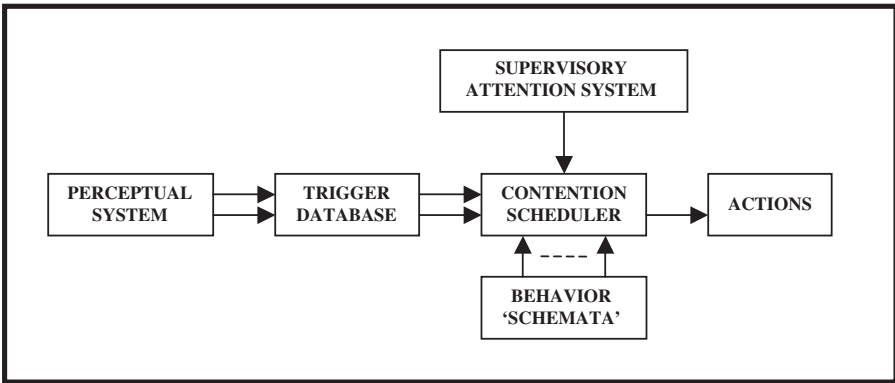 SUPERVISORY
ATTENTION SYSTEM
PERCEPTUAL
SYSTEM
TRIGGER
DATABASE
CONTENTION
SCHEDULER
ACTIONS
BEHAVIOR
‘SCHEMATA’